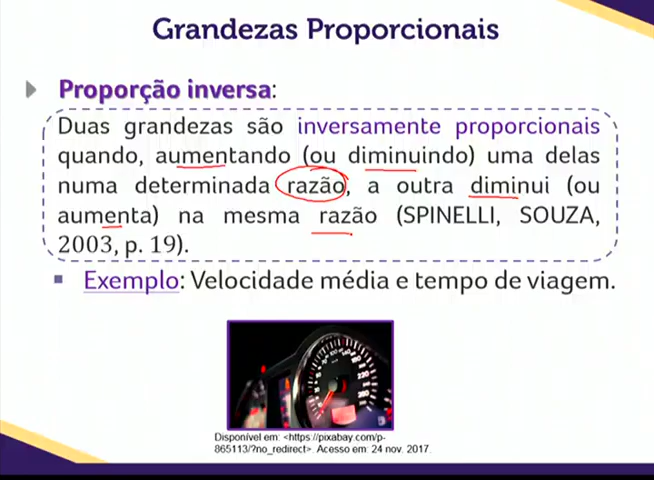 Grandezas Proporcionais
Proporção inversa:
Duas grandezas são inversamente proporcionais
quando, aumentando (ou diminuindo) uma delas
numa determinada razão, a outra diminui (ou
aumenta) na mesma razão (SPINELLI, SOUZA,
2003, p. 19).
Exemplo: Velocidade média e tempo de viagem.
Disponível em: <https://pixabay.com/p-
865113/?no_redirect>. Acesso em: 24 nov. 2017.